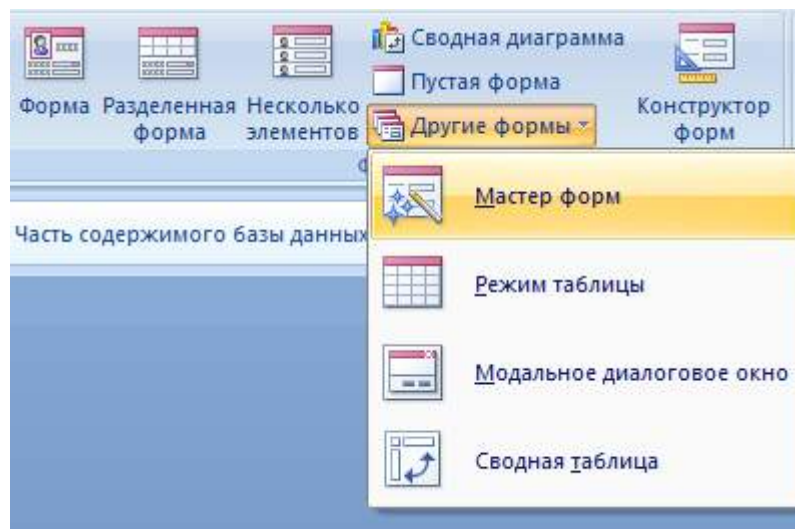 Форма
Разделенная
форма
Несколько
элементов
Сводная диаграмма
Пустая форма
Другие формы
Конструктор
форм
Часть содержимого базы данных
Мастер форм
Режим таблицы
Модальное диалоговое окно
Сводная таблица